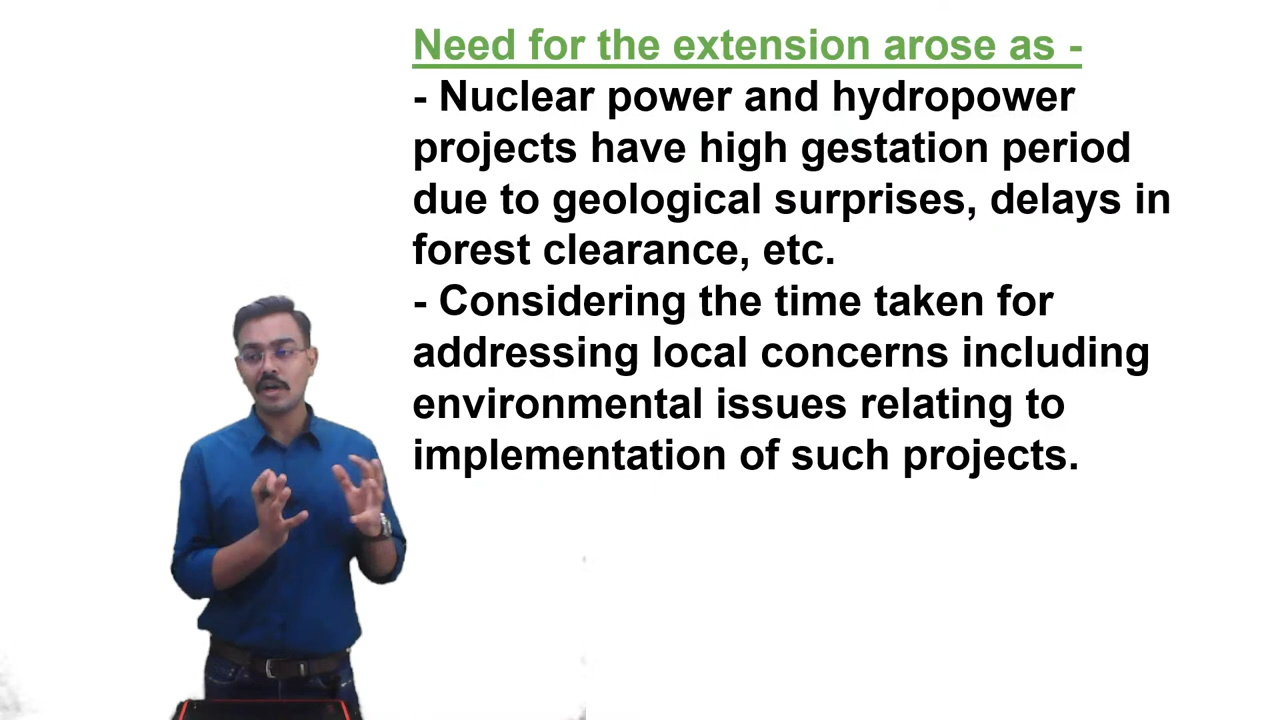 Need for the extension arose as -
- Nuclear power and hydropower
projects have high gestation period
due to geological surprises, delays in
forest clearance, etc.
- Considering the time taken for
addressing local concerns including
environmental issues relating to
implementation of such projects.